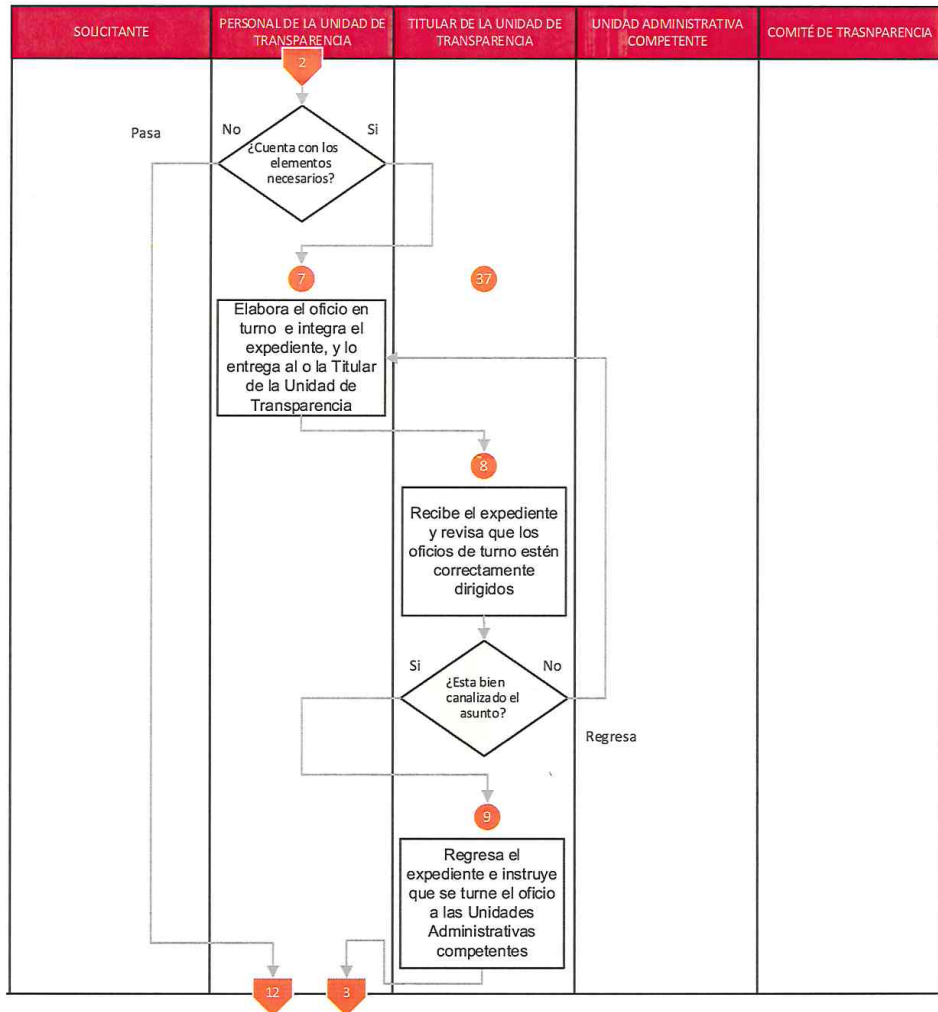 SOLICITANTE
PERSONAL DE LA UNIDAD DE
TRANSPARENCIA
TITULAR DE LA UNIDAD DE
TRANSPARENCIA
UNIDAD ADMINISTRATIVA
COMPETENTE
COMITÉ DE TRASNPARENCIA
2
Pasa
No
Si
¿Cuenta con los
elementos
necesarios?
7
37
Elabora el oficio en
turno e integra el
expediente, y lo
entrega al o la Titular
de la Unidad de
Transparencia
8
Recibe el expediente
y revisa que los
oficios de turno estén
correctamente
dirigidos
Si
No
¿Esta bien
canalizado el
asunto?
Regresa
9
Regresa el
expediente e instruye
que se turne el oficio
a las Unidades
Administrativas
competentes
12
3